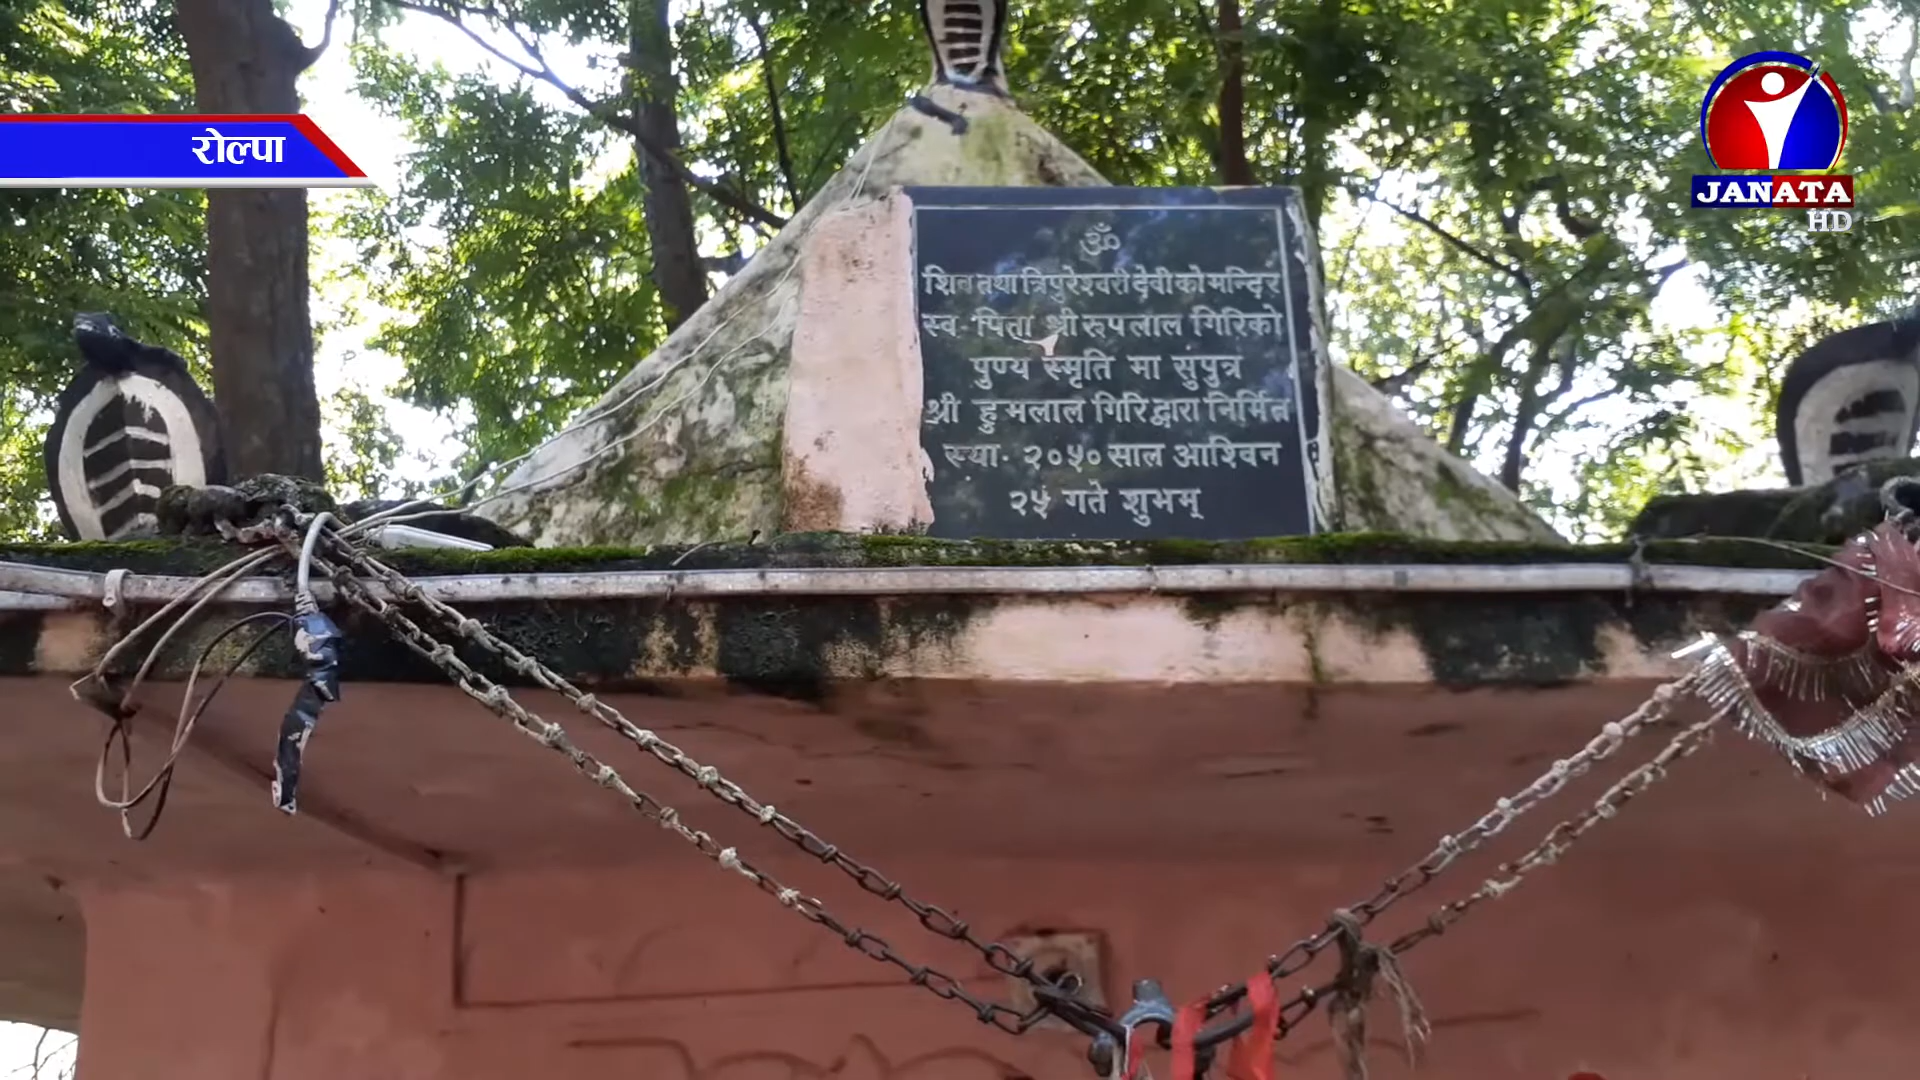 रोल्पा
JANATA
HD
ॐ
शिव तथा त्रिपुरेश्वरी देवीको मन्दिर
स्व· पिता श्री रुपलाल गिरिको
पुण्य स्मृति मा सुपुत्र
श्री हुमलाल गिरिद्वारा निर्मित
स्था· २०५० साल आश्विन
२५ गते शुभम्